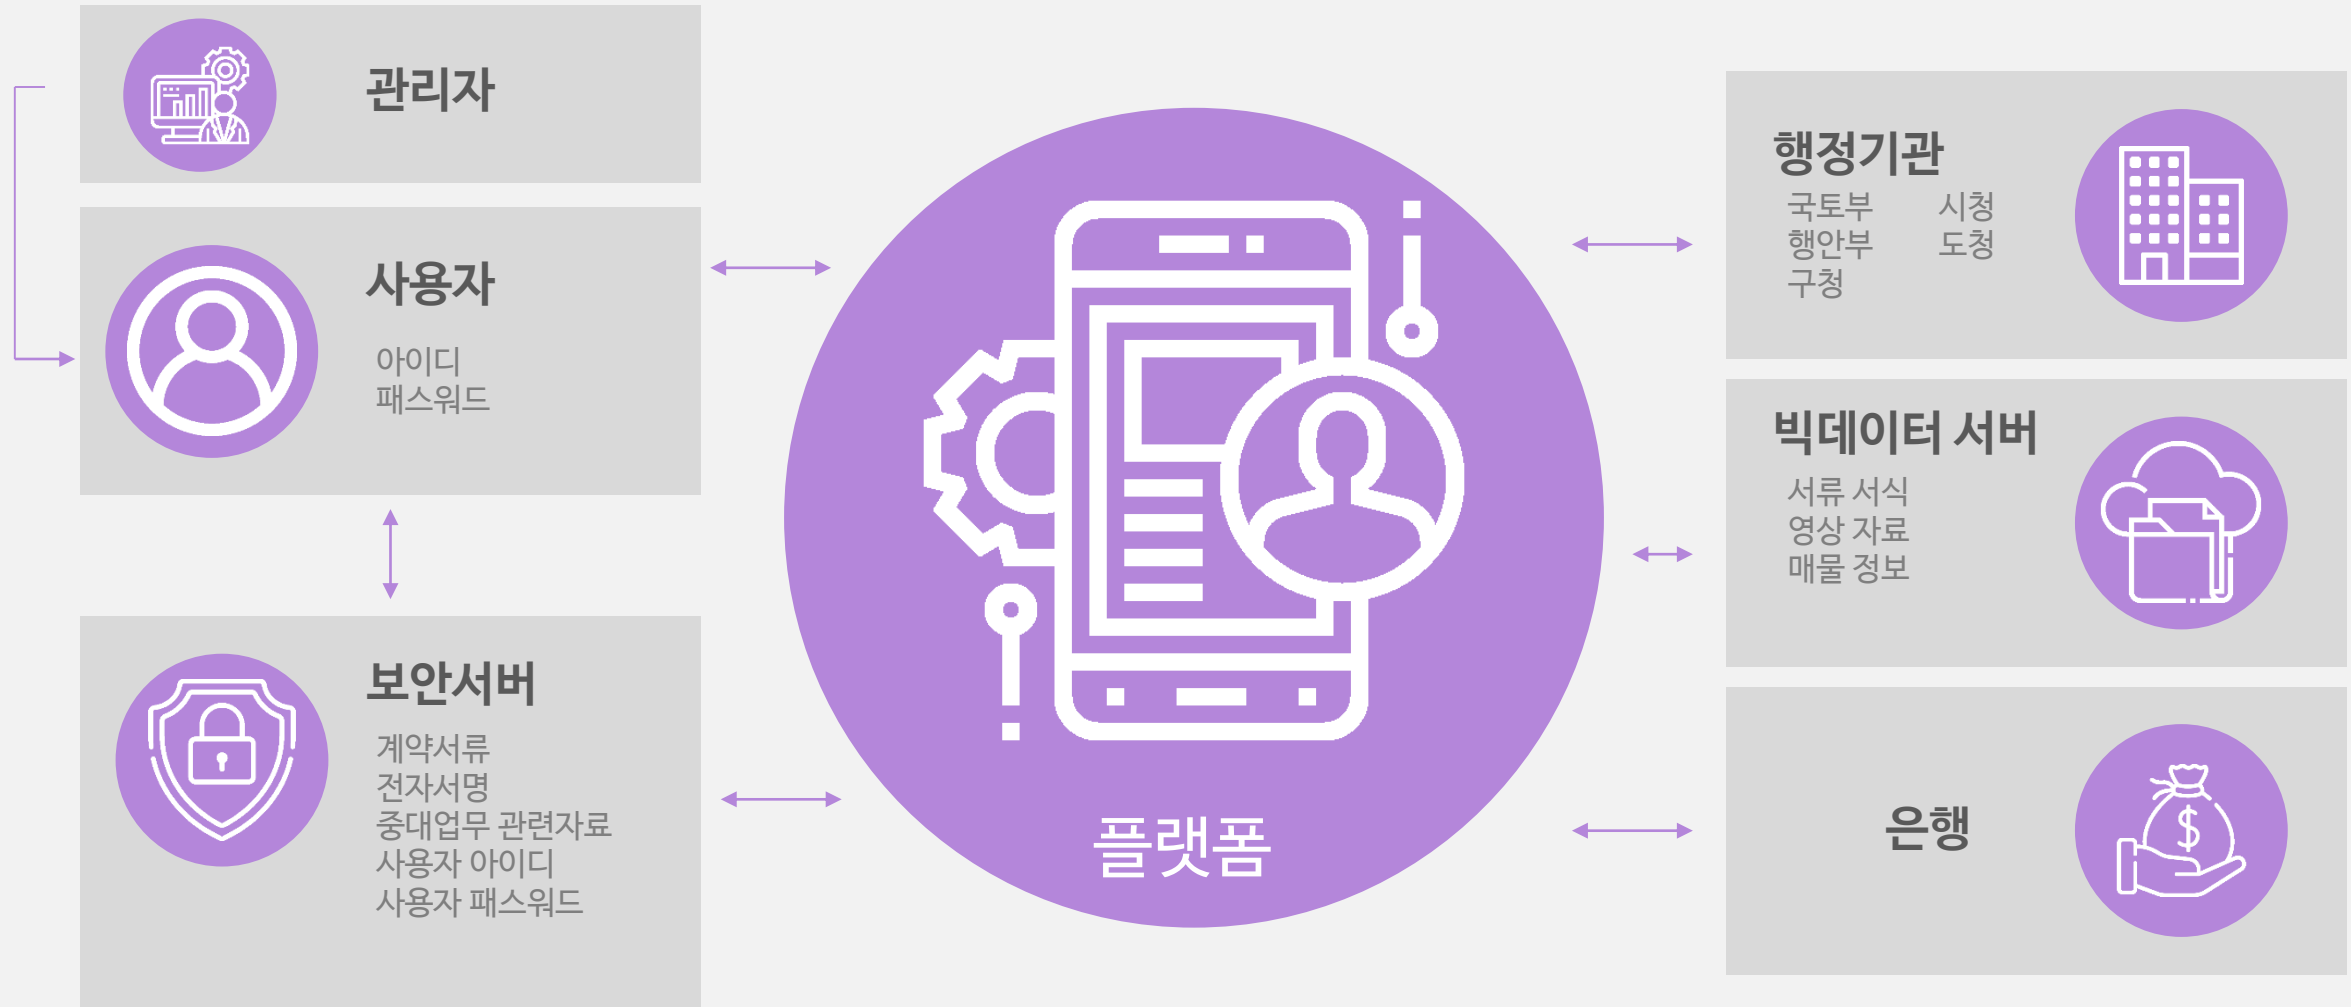 관리자
사용자
아이디
패스워드
보안서버
계약서류
전자서명
중대업무 관련자료
사용자 아이디
사용자 패스워드
플랫폼
행정기관
국토부 시청
행안부 도청
구청
빅데이터 서버
서류 서식
영상 자료
매물 정보
은행
$